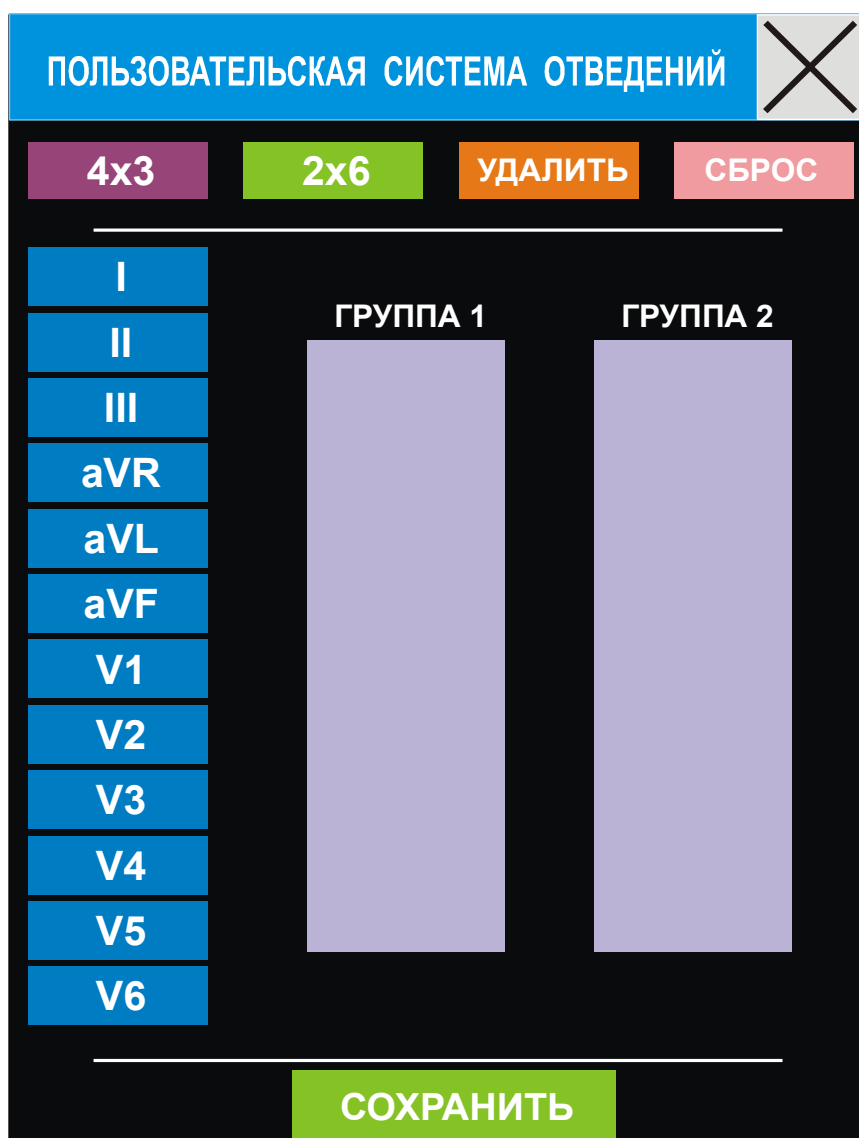 ПОЛЬЗОВАТЕЛЬСКАЯ СИСТЕМА ОТВЕДЕНИЙ
4x3 2x6 УДАЛИТЬ СБРОС
I
ГРУППА 1 ГРУППА 2
II
III
aVR
aVL
aVF
V1
V2
V3
V4
V5
V6
СОХРАНИТЬ